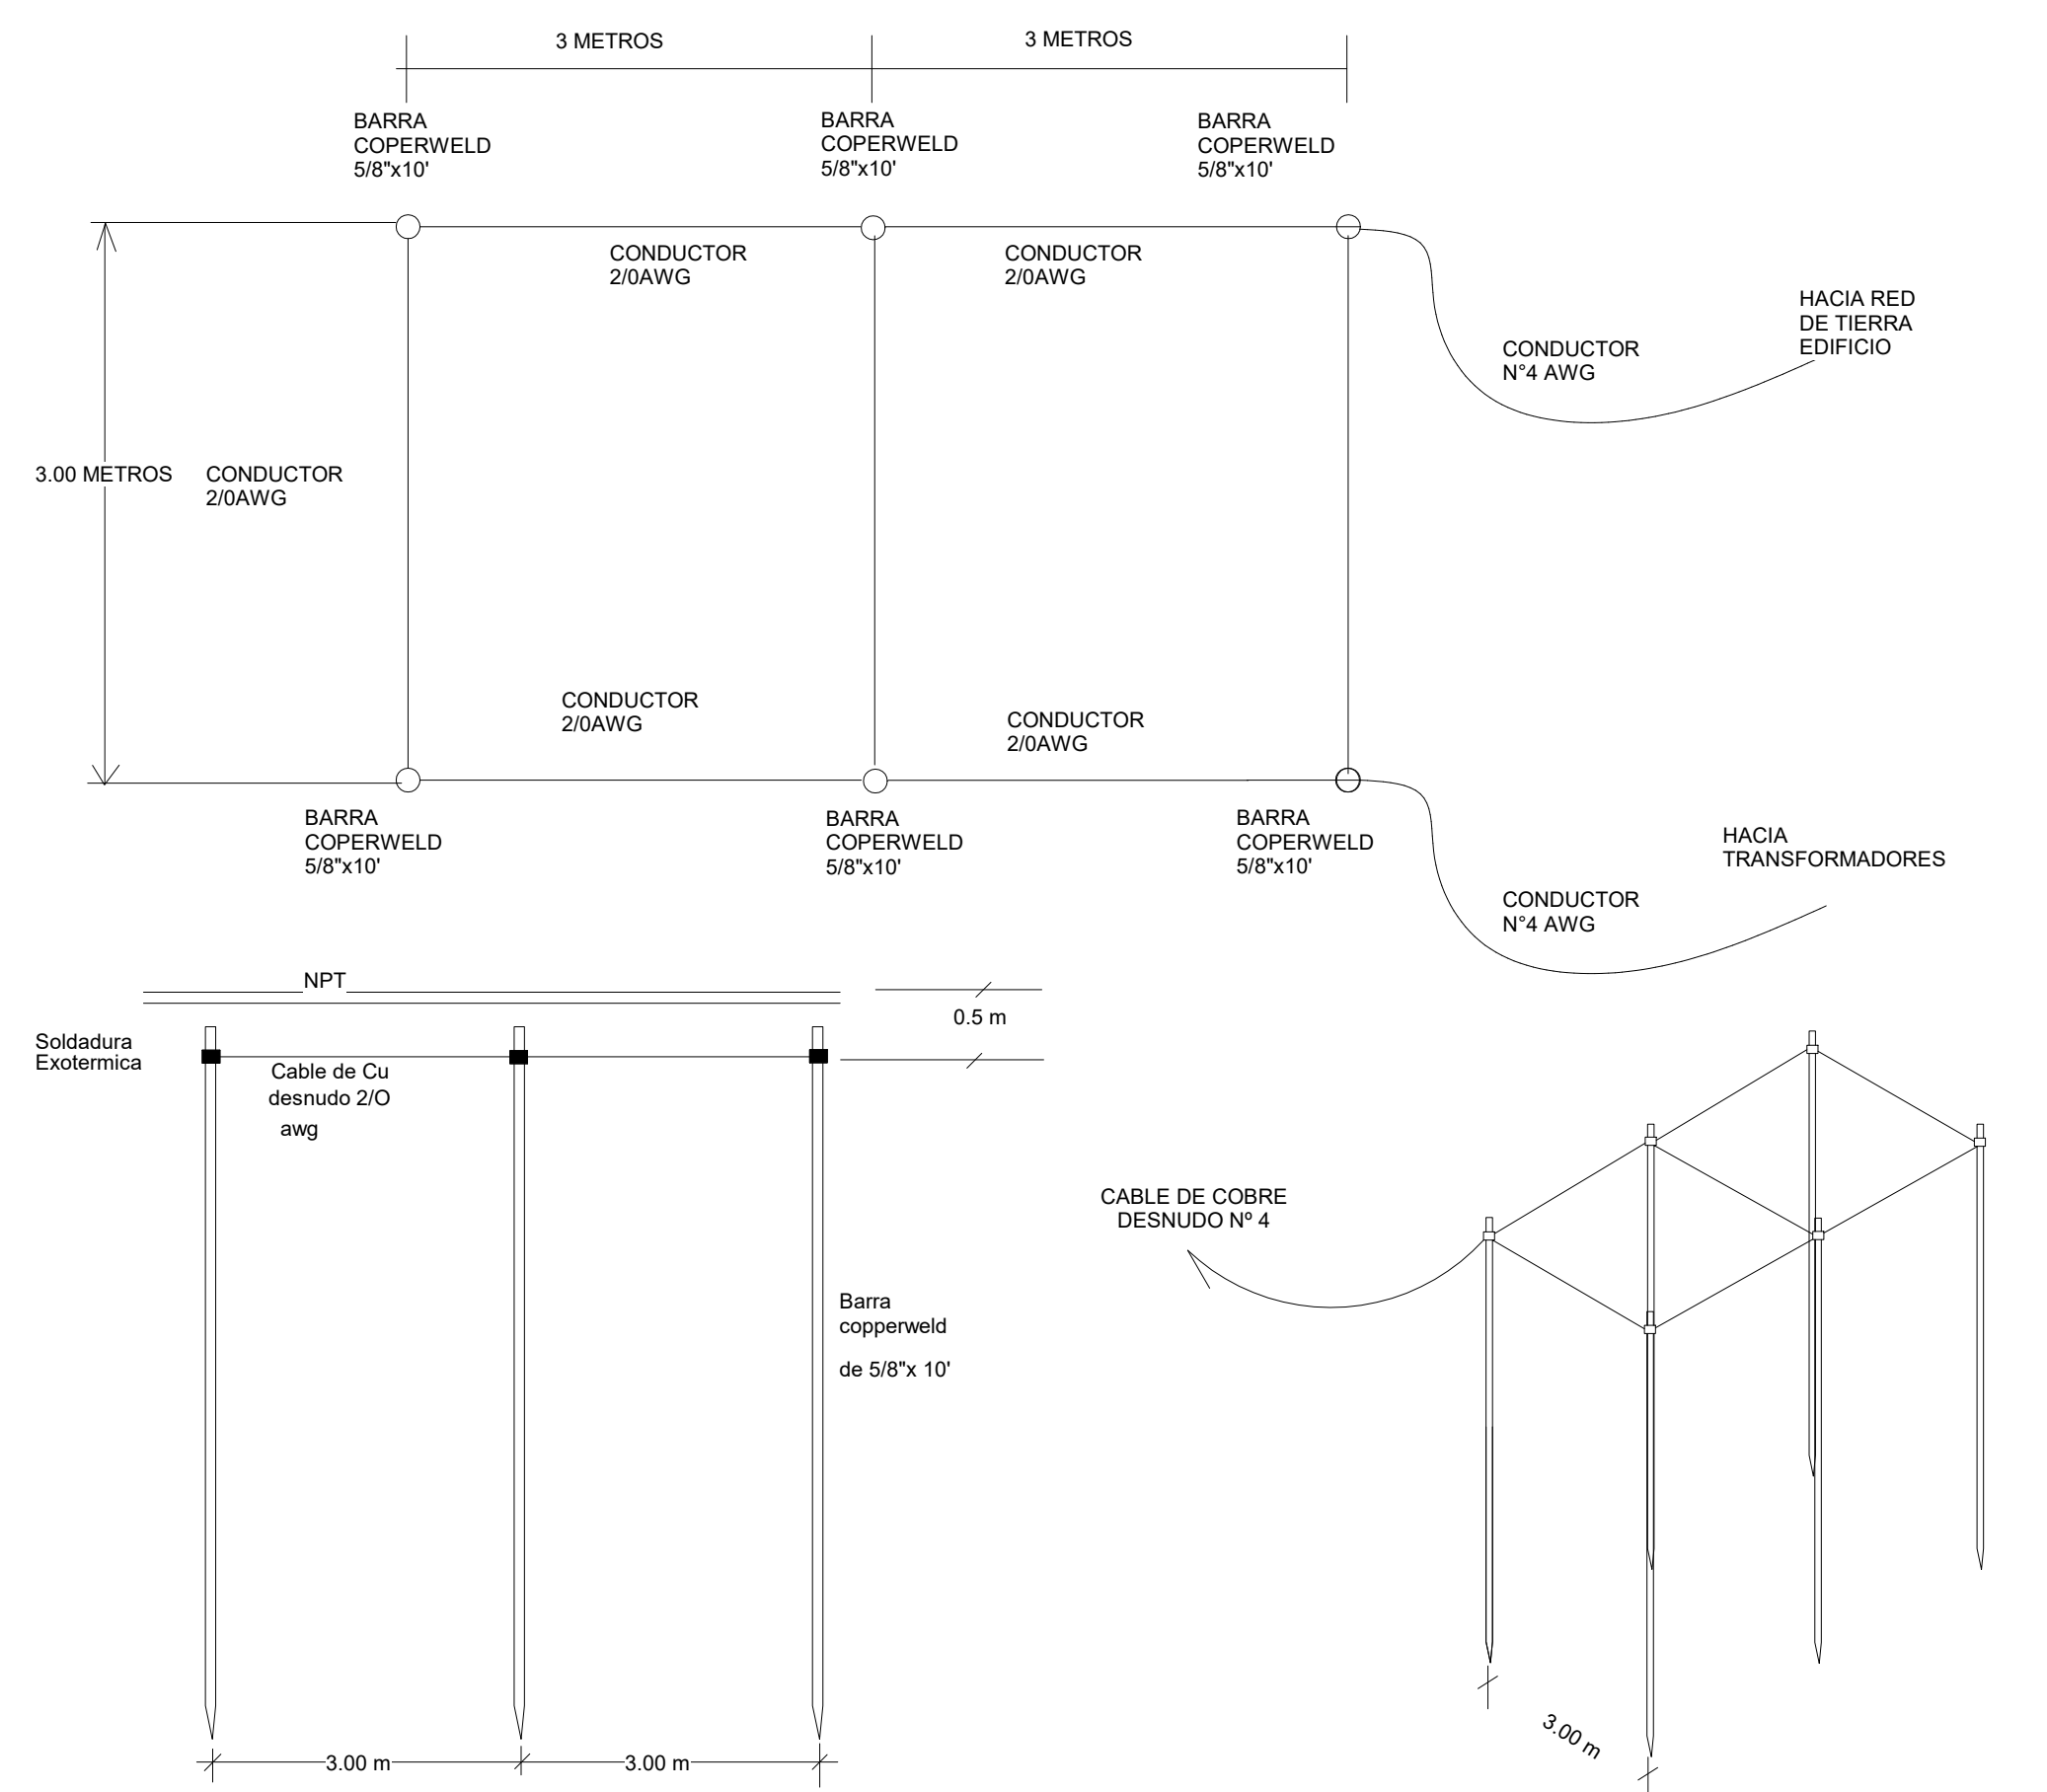 3 METROS
3 METROS
BARRA
COPERWELD
5/8"x10'
BARRA
COPERWELD
5/8"x10'
BARRA
COPERWELD
5/8"x10'
CONDUCTOR
2/0AWG
CONDUCTOR
2/0AWG
HACIA RED
DE TIERRA
EDIFICIO
CONDUCTOR
N°4 AWG
3.00 METROS
CONDUCTOR
2/0AWG
CONDUCTOR
2/0AWG
CONDUCTOR
2/0AWG
BARRA
COPERWELD
5/8"x10'
BARRA
COPERWELD
5/8"x10'
BARRA
COPERWELD
5/8"x10'
HACIA
TRANSFORMADORES
CONDUCTOR
N°4 AWG
NPT
0.5 m
Soldadura
Exotermica
Cable de Cu
desnudo 2/O
awg
Barra
copperweld
de 5/8"x 10'
3.00 m
3.00 m
CABLE DE COBRE
DESNUDO Nº 4
3.00 m